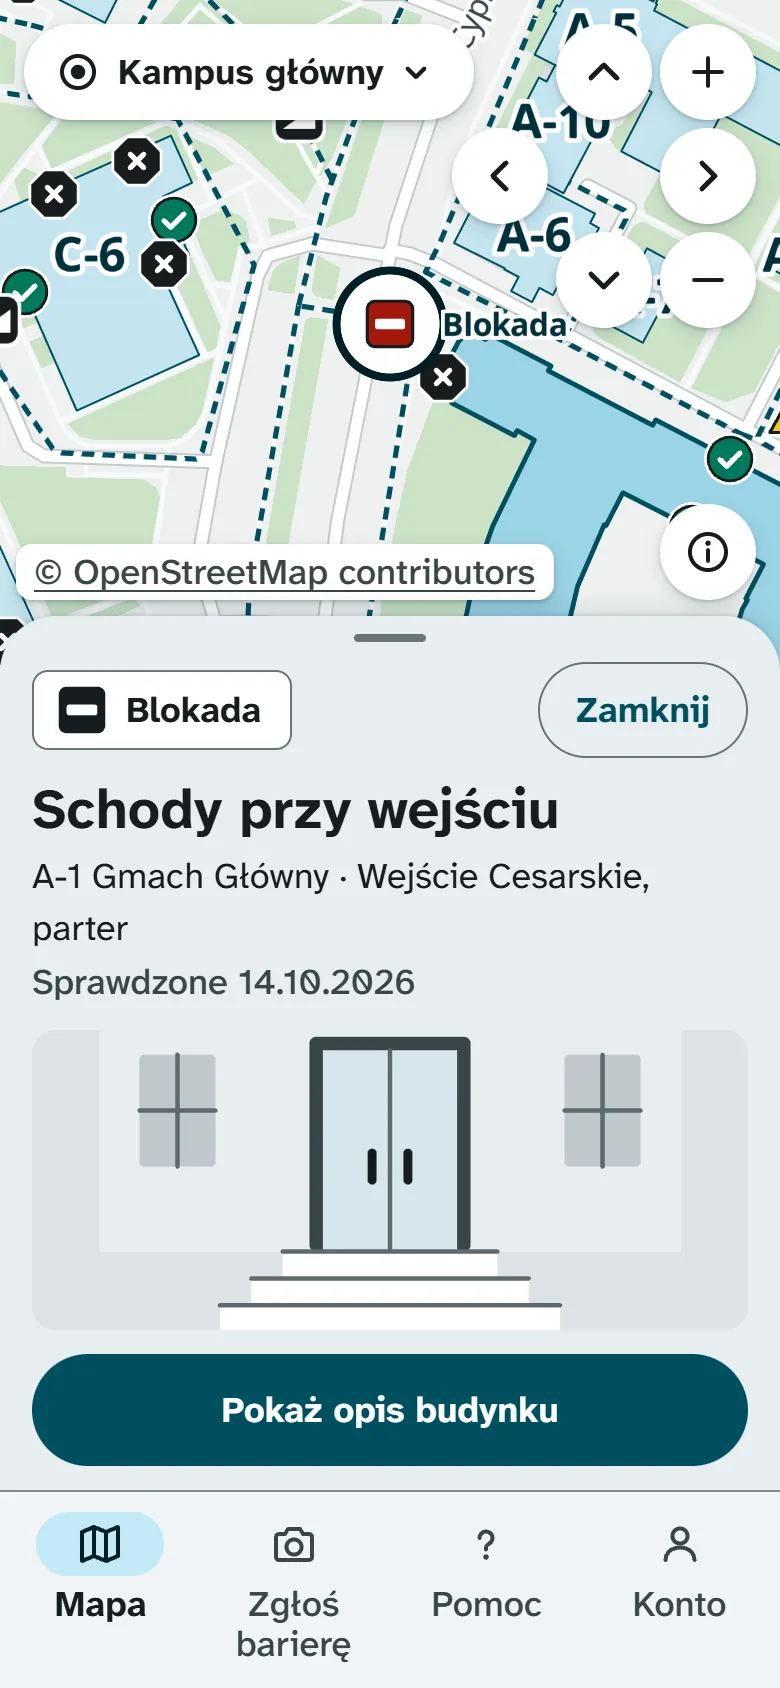 Kampus główny
A-5
A-10
A-6
C-6
Blokada
© OpenStreetMap contributors
Blokada
Zamknij
Schody przy wejściu
A-1 Gmach Główny · Wejście Cesarskie,
parter
Sprawdzone 14.10.2026
Pokaż opis budynku
Mapa
Zgłoś
barierę
Pomoc
Konto